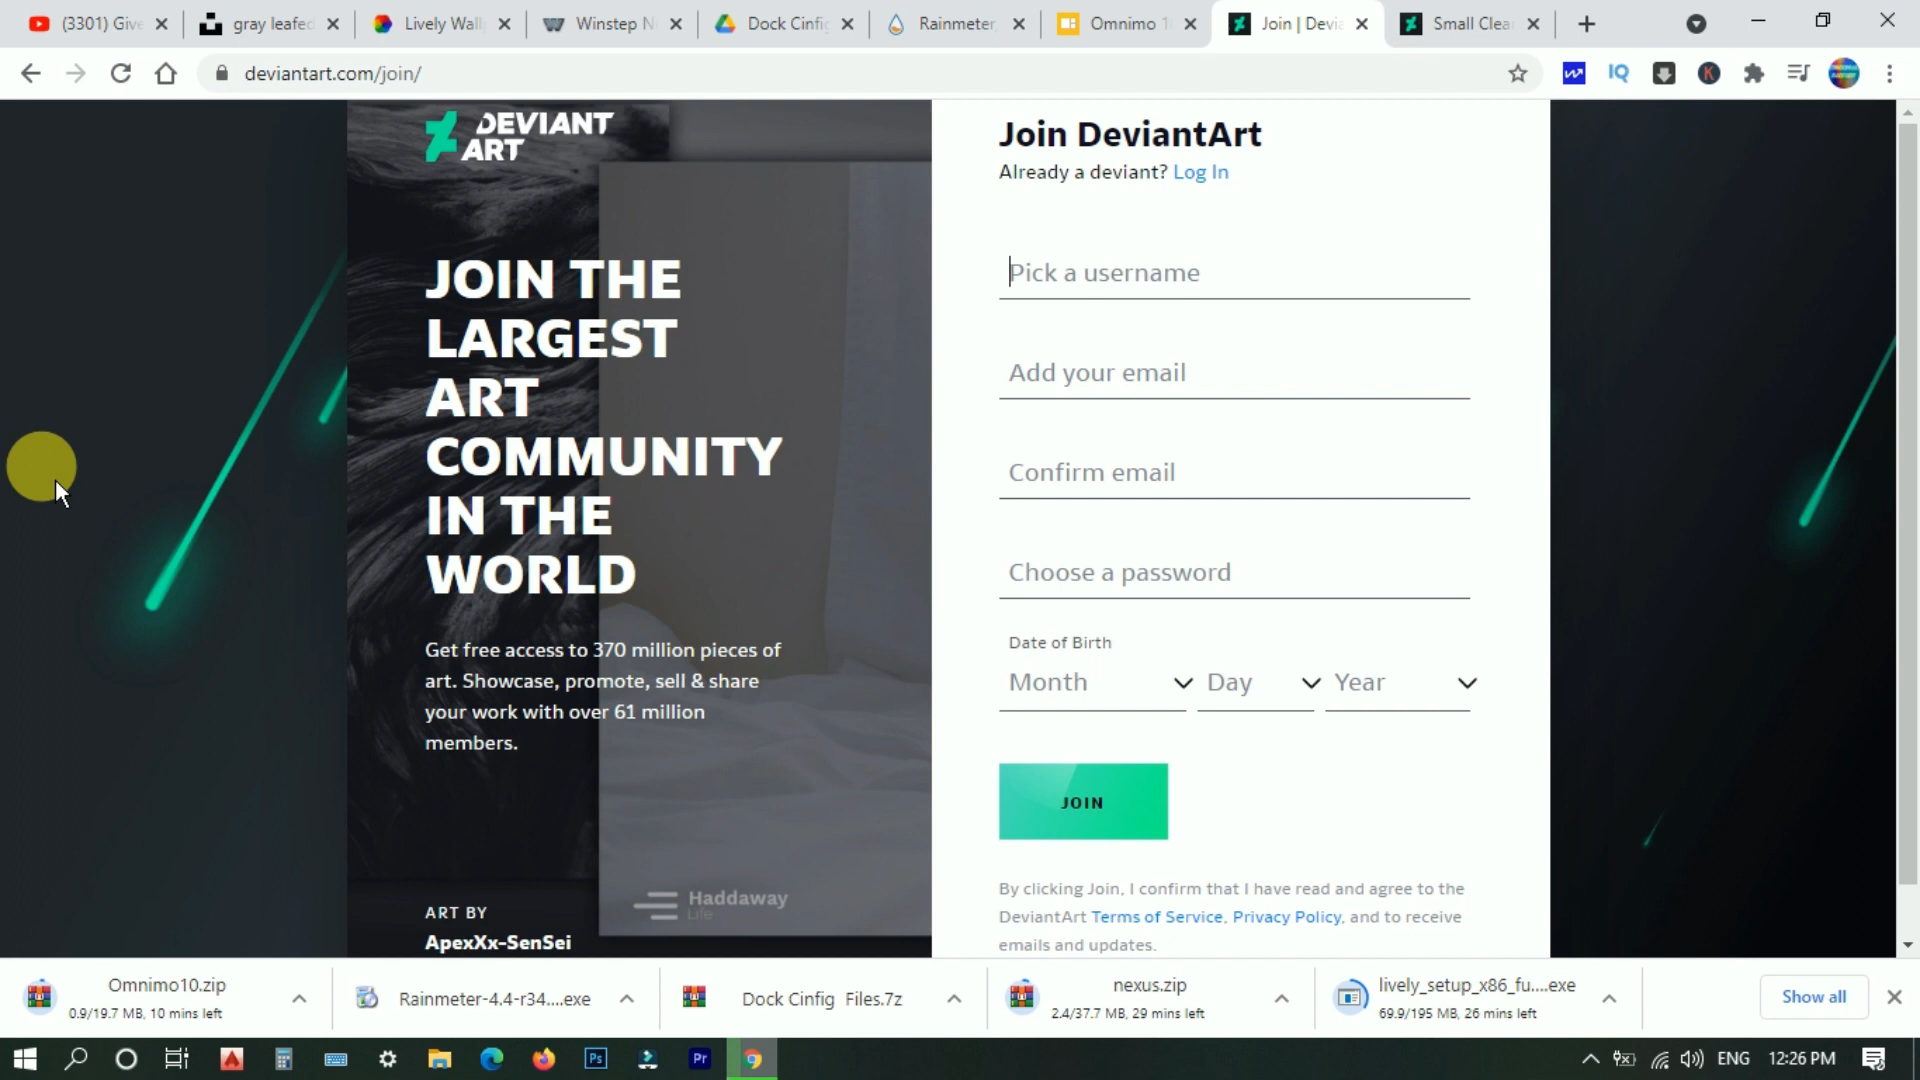 (3301) Give
gray leafed
Lively Wall
Winstep N
Dock Cinfig
Rainmeter,
Omnimo 1
Join | Devia
Small Clea
deviantart.com/join/
IQ
K
DEVIANT
ART
JOIN THE
LARGEST
ART
COMMUNITY
IN THE
WORLD
Get free access to 370 million pieces of
art. Showcase, promote, sell & share
your work with over 61 million
members.
ART BY
ApexXx-SenSei
Haddaway
Life
Join DeviantArt
Already a deviant? Log In
Pick a username
Add your email
Confirm email
Choose a password
Date of Birth
Month Day Year
JOIN
By clicking Join, I confirm that I have read and agree to the
DeviantArt Terms of Service, Privacy Policy, and to receive
emails and updates.
Omnimo10.zip
0.9/19.7 MB, 10 mins left
Rainmeter-4.4-r34....exe
Dock Cinfig Files.7z
nexus.zip
2.4/37.7 MB, 29 mins left
lively_setup_x86_fu....exe
69.9/195 MB, 26 mins left
Show all
Ps
Pr
ENG
12:26 PM